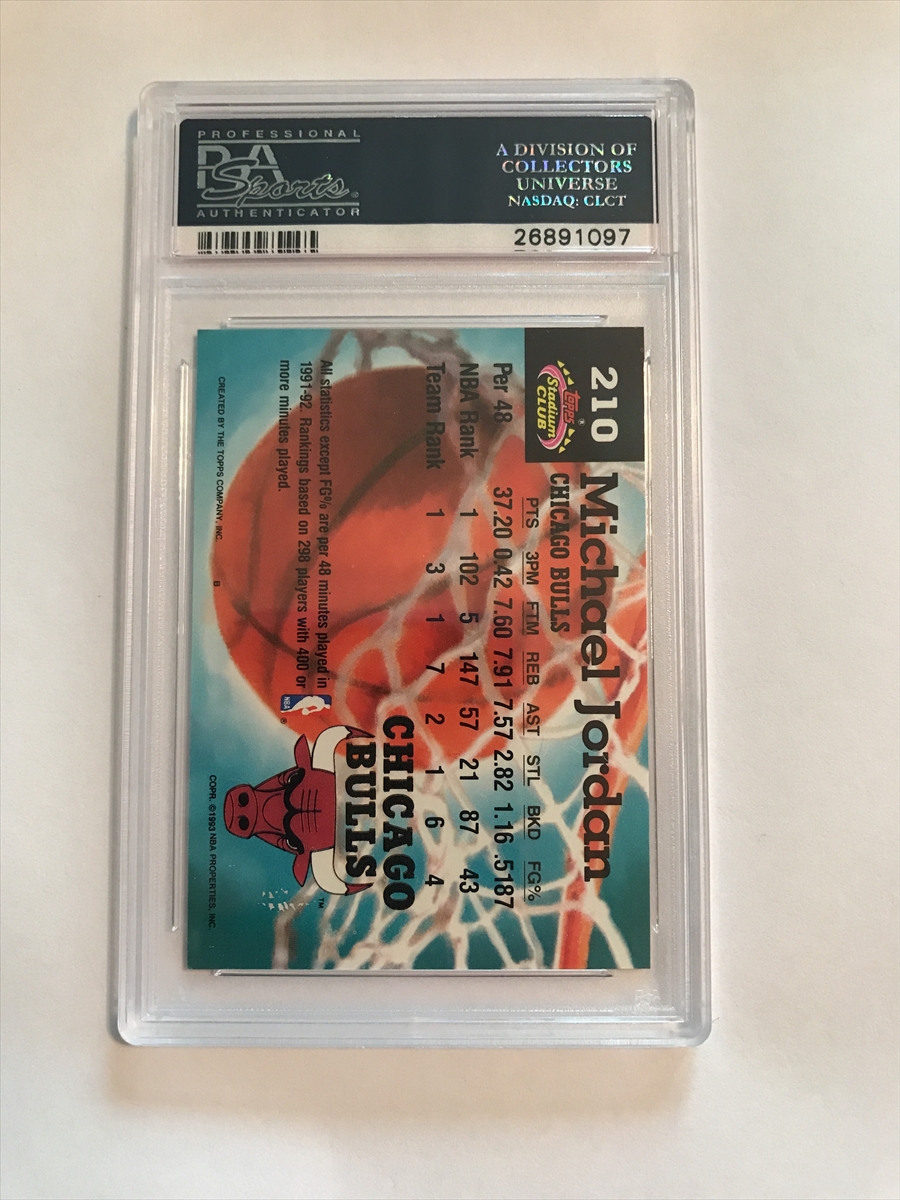 PROFESSIONAL
PSA
Sports
AUTHENTICATOR
A DIVISION OF
COLLECTORS
UNIVERSE
NASDAQ: CLCT
26891097
210
Topps®
Stadium
CLUB
Michael Jordan
CHICAGO BULLS
PTS 3PM FTM REB AST STL BKD FG%
Per 48 37.20 0.42 7.60 7.91 7.57 2.82 1.16 .5187
NBA Rank 1 102 5 147 57 21 87 43
Team Rank 1 3 1 7 2 1 6 4
CHICAGO
BULLS
TM
All statistics except FG% are per 48 minutes played in
1991-92. Rankings based on 298 players with 400 or
more minutes played.
NBA
®
CREATED BY THE TOPPS COMPANY, INC.
B
COPR. ©1993 NBA PROPERTIES, INC.